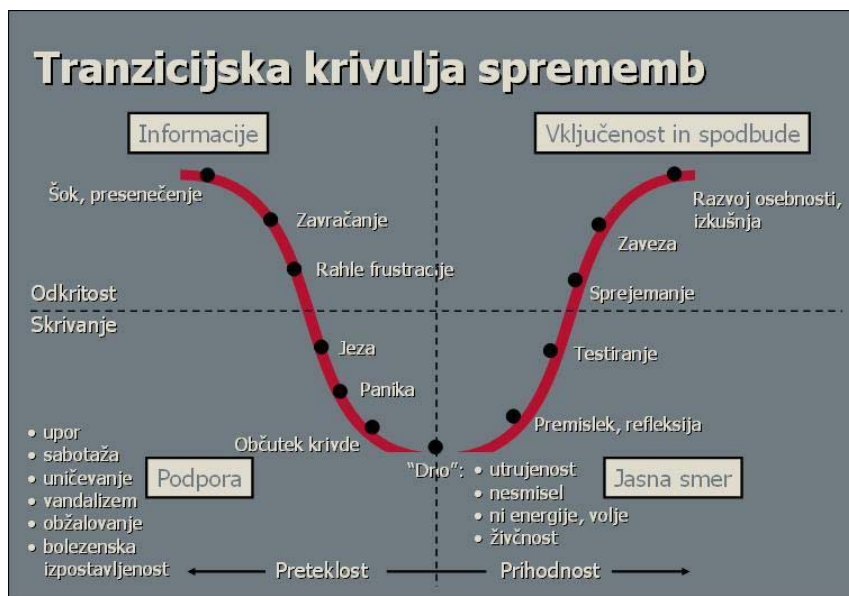 Tranzicijska krivulja sprememb
Informacije
Vključenost in spodbude
Šok, presenečenje
Zavračanje
Rahle frustracije
Odkritost
Skrivanje
Jeza
Panika
Občutek krivde
• upor
• sabotaža
• uničevanje
• vandalizem
• obžalovanje
• bolezenska
izpostavljenost
Podpora
"Dno":
• utrujenost
• nesmisel
• ni energije, volje
• živčnost
Razvoj osebnosti,
izkušnja
Zaveza
Sprejemanje
Testiranje
Premislek, refleksija
Jasna smer
Preteklost
Prihodnost